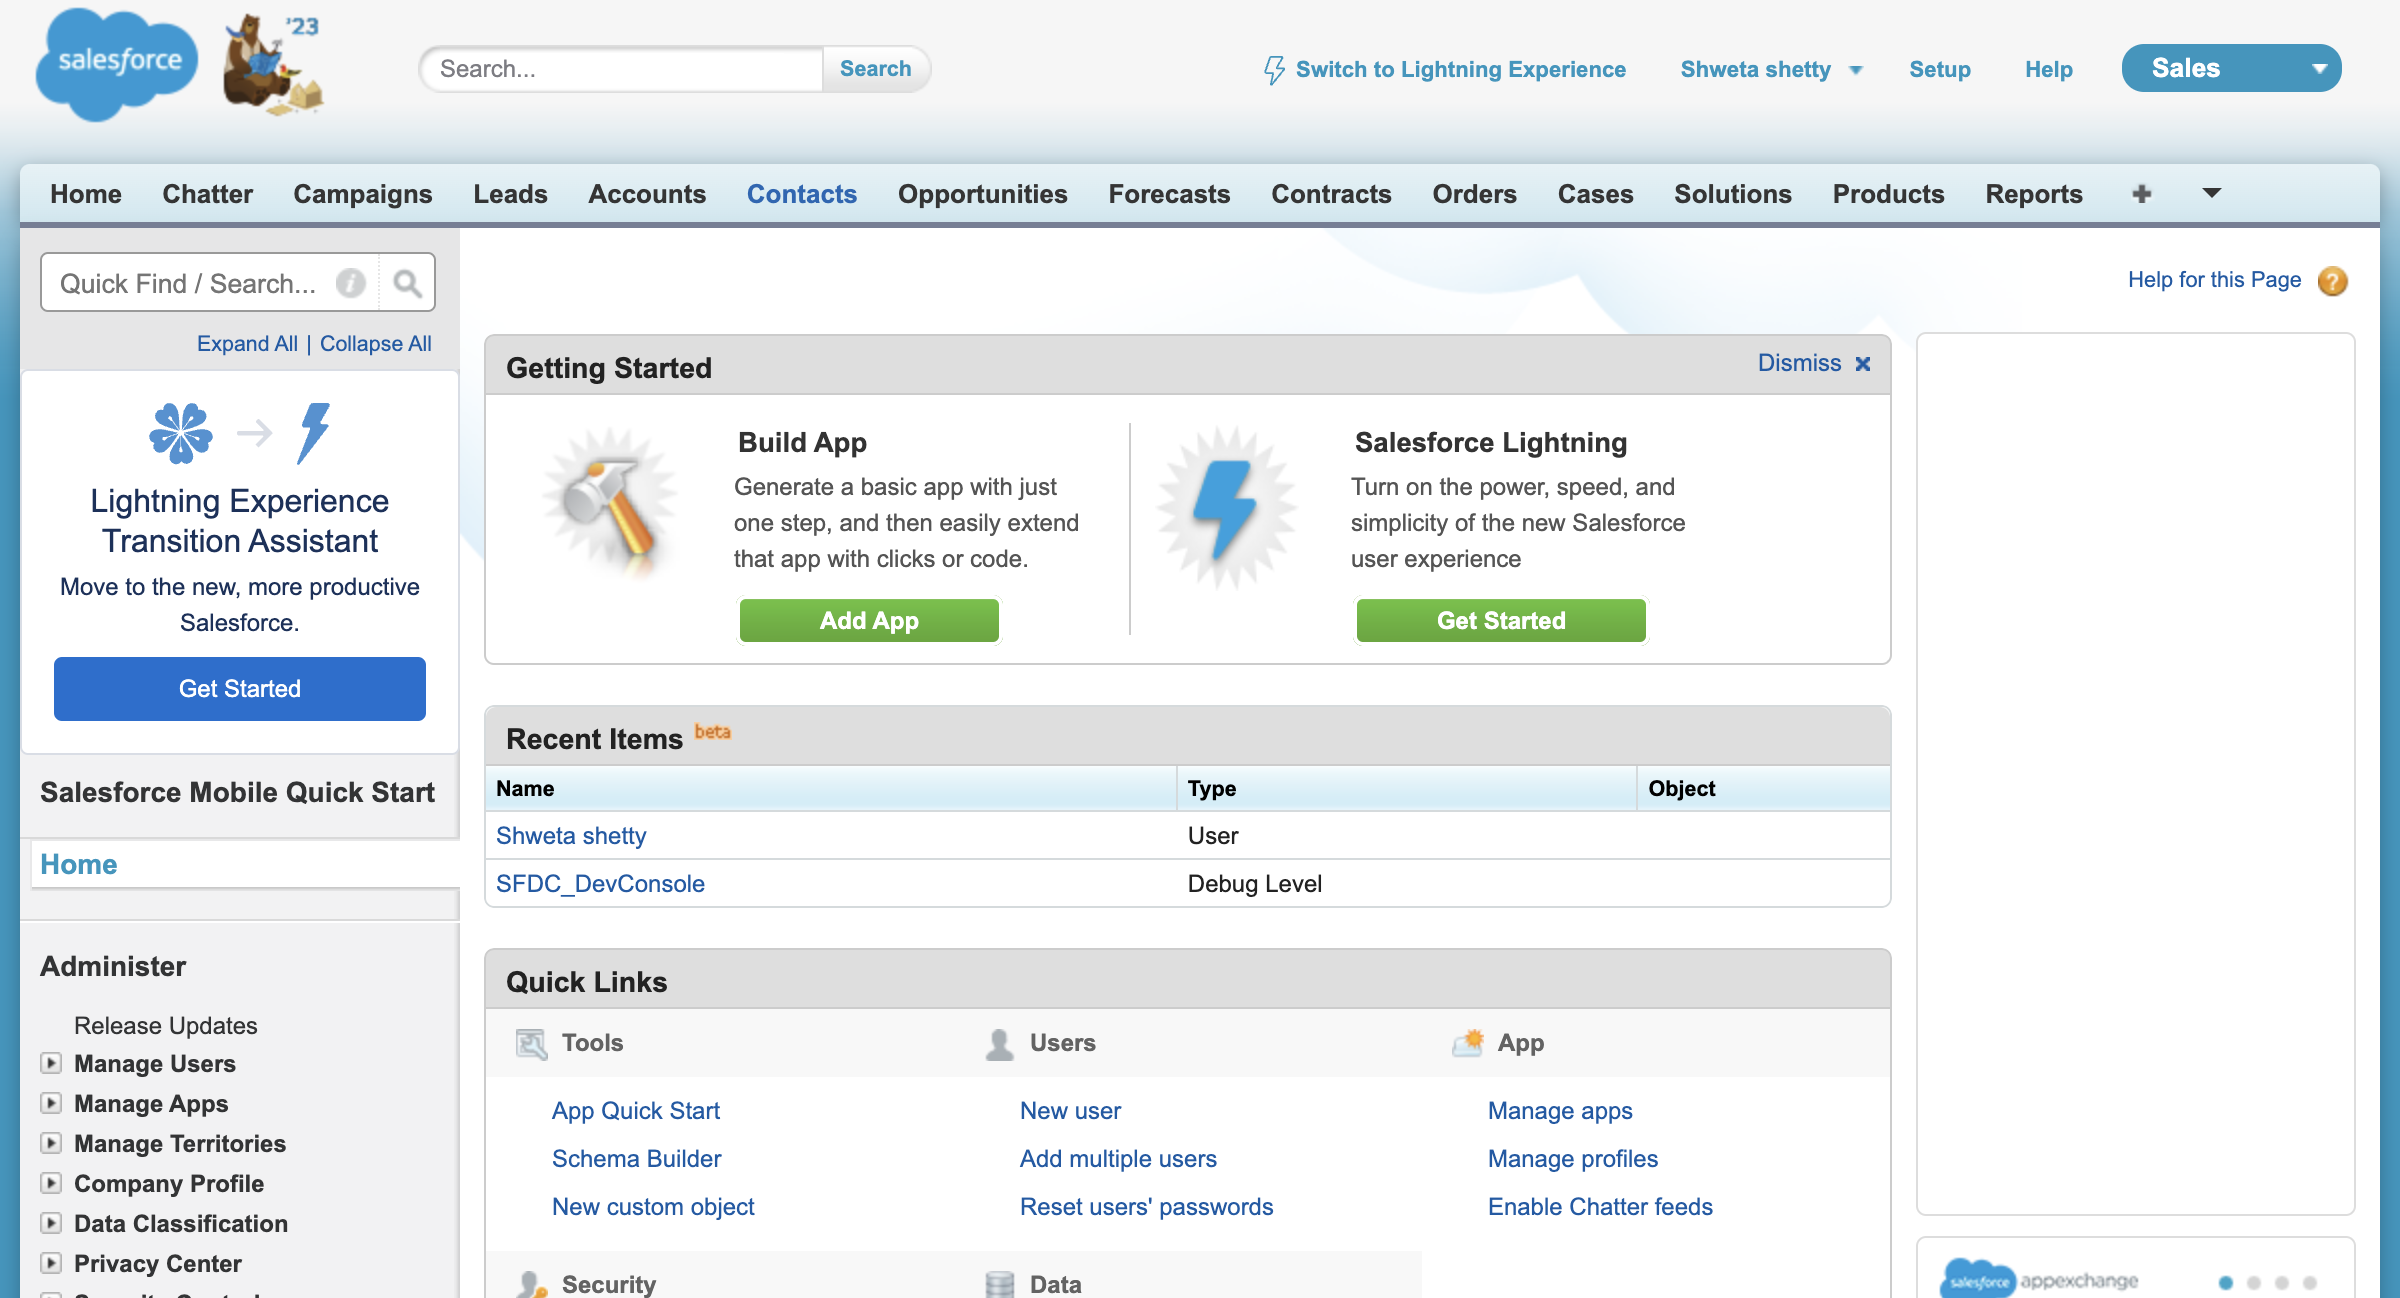 salesforce
'23
Search...
Search
Switch to Lightning Experience
Shweta shetty
Setup
Help
Sales
Home
Chatter
Campaigns
Leads
Accounts
Contacts
Opportunities
Forecasts
Contracts
Orders
Cases
Solutions
Products
Reports
Quick Find / Search...
Expand All | Collapse All
Lightning Experience
Transition Assistant
Move to the new, more productive
Salesforce.
Get Started
Salesforce Mobile Quick Start
Home
Administer
Release Updates
Manage Users
Manage Apps
Manage Territories
Company Profile
Data Classification
Privacy Center
Help for this Page
Getting Started
Dismiss
Build App
Generate a basic app with just
one step, and then easily extend
that app with clicks or code.
Add App
Salesforce Lightning
Turn on the power, speed, and
simplicity of the new Salesforce
user experience
Get Started
Recent Items beta
Name
Type
Object
Shweta shetty
User
SFDC_DevConsole
Debug Level
Quick Links
Tools
App Quick Start
Schema Builder
New custom object
Users
New user
Add multiple users
Reset users' passwords
App
Manage apps
Manage profiles
Enable Chatter feeds
Security
Data
salesforce appexchange